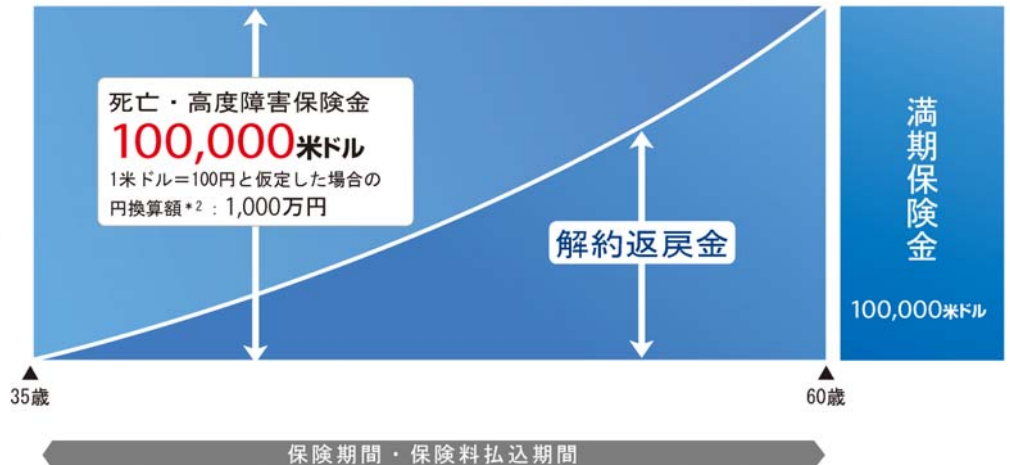 死亡・高度障害保険金
100,000米ドル
1米ドル=100円と仮定した場合の
円換算額*2:1,000万円
解約返戻金
満期保険金
100,000米ドル
▲
35歳
▲
60歳
保険期間・保険料払込期間